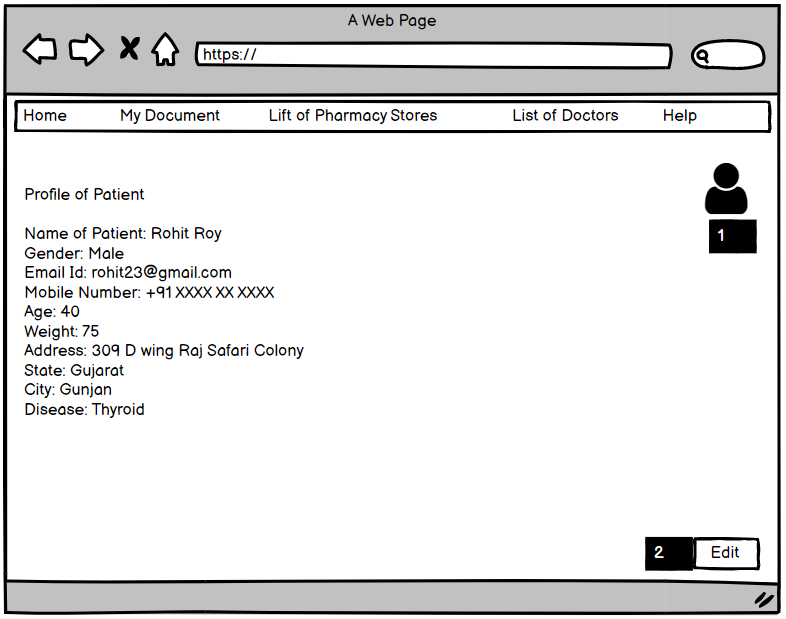 A Web Page
https://
Home My Document Lift of Pharmacy Stores List of Doctors Help
Profile of Patient
1
Name of Patient: Rohit Roy
Gender: Male
Email Id: rohit23@gmail.com
Mobile Number: +91 XXXX XX XXXX
Age: 40
Weight: 75
Address: 309 D wing Raj Safari Colony
State: Gujarat
City: Gunjan
Disease: Thyroid
2 Edit